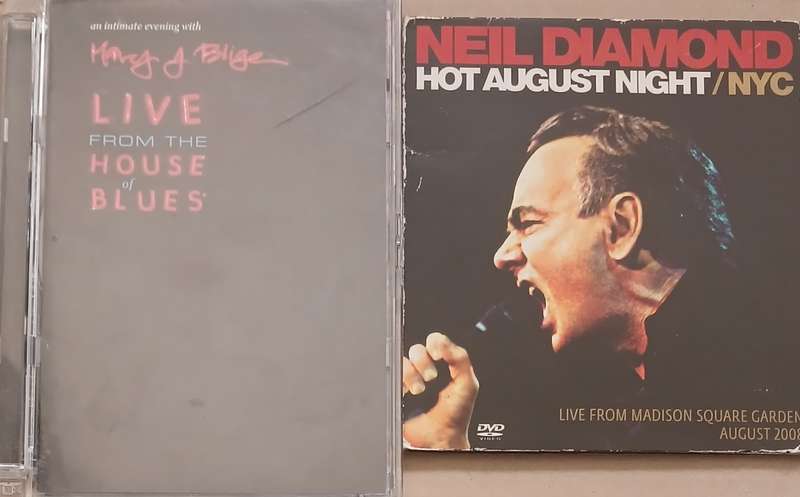 an intimate evening with
Mary J Blige
LIVE
FROM THE
HOUSE
of
BLUES
NEIL DIAMOND
HOT AUGUST NIGHT / NYC
DVD
VIDEO
LIVE FROM MADISON SQUARE GARDEN
AUGUST 2008